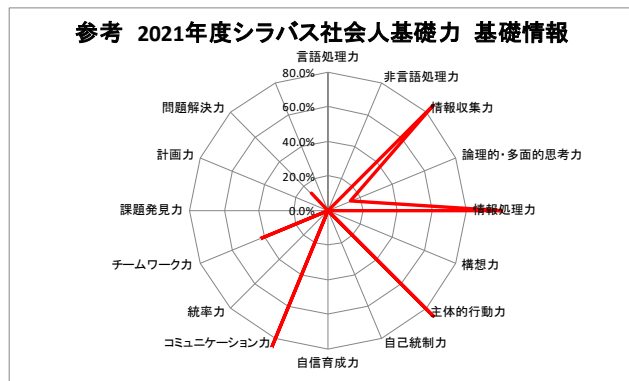 参考 2021年度シラバス社会人基礎力 基礎情報
言語処理力
80.0%
非言語処理力
60.0%
情報収集力
問題解決力
40.0%
論理的・多面的思考力
計画力
20.0%
課題発見力
0.0%
情報処理力
チームワーク力
構想力
統率力
主体的行動力
コミュニケーション力
自己統制力
自信育成力